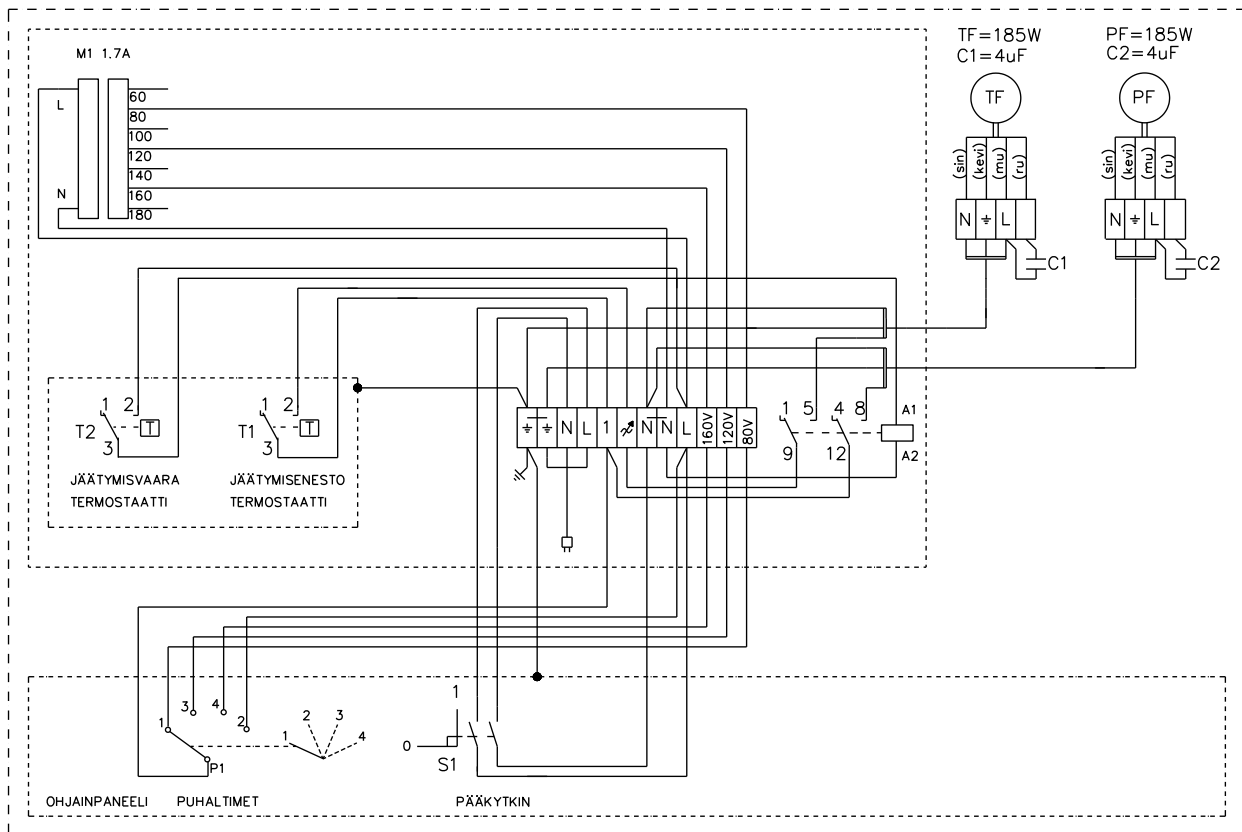 TF=185W
C1=4uF
PF=185W
C2=4uF
M1 1.7A
TF
PF
L
N
60
80
100
120
140
160
180
(sin)
(kevi)
(mu)
(ru)
(sin)
(kevi)
(mu)
(ru)
N
L
N
L
C1
C2
1 2
T
T2
3
JÄÄTYMISVAARA
TERMOSTAATTI
1 2
T
T1
3
JÄÄTYMISENESTO
TERMOSTAATTI
N
L
1
N
N
L
160V
120V
80V
1 5 4 8
A1
9 12
A2
1
3
4
2
P1
1
2
3
4
1
0
S1
OHJAINPANEELI
PUHALTIMET
PÄÄKYTKIN